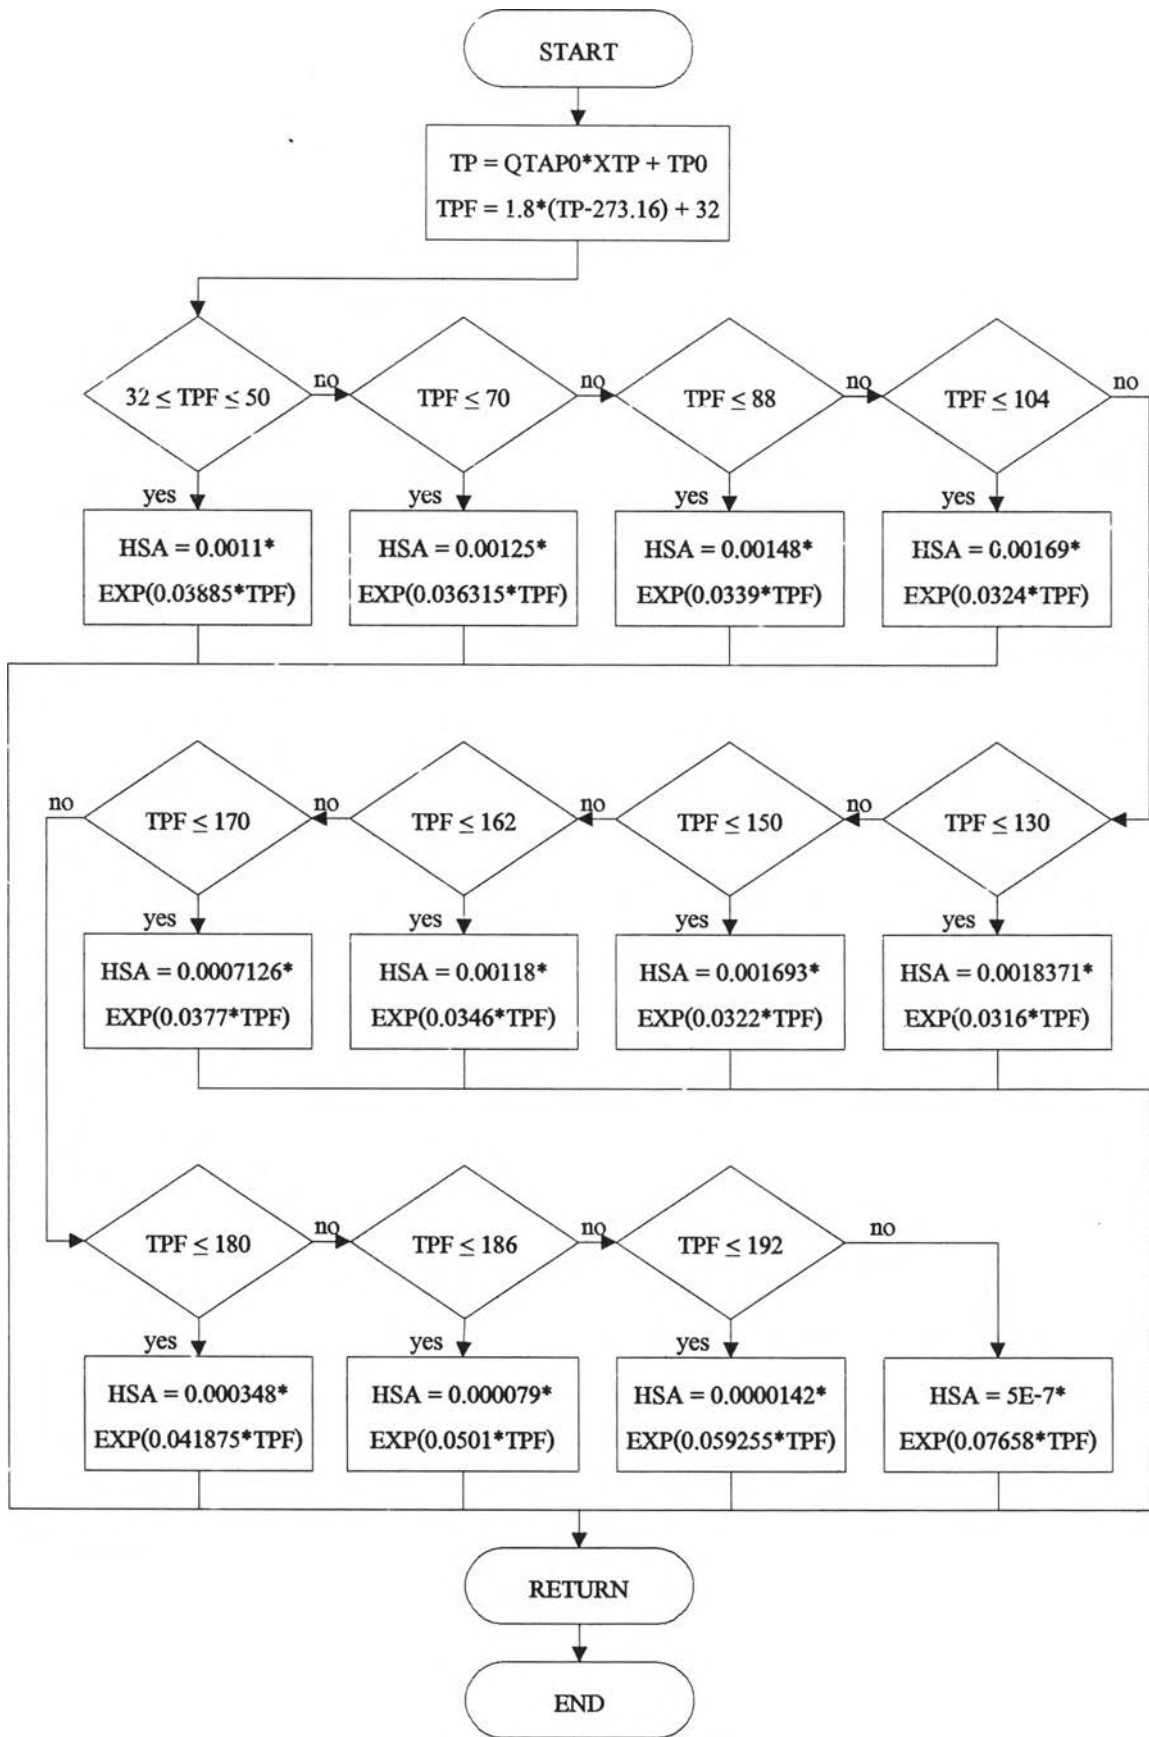 START
TP = QTAP0*XTP + TP0
TPF = 1.8*(TP-273.16) + 32
32 ≤ TPF ≤ 50
no
TPF ≤ 70
no
TPF ≤ 88
no
TPF ≤ 104
no
yes
yes
yes
yes
HSA = 0.0011*
EXP(0.03885*TPF)
HSA = 0.00125*
EXP(0.036315*TPF)
HSA = 0.00148*
EXP(0.0339*TPF)
HSA = 0.00169*
EXP(0.0324*TPF)
no
TPF ≤ 170
no
TPF ≤ 162
no
TPF ≤ 150
no
TPF ≤ 130
yes
yes
yes
yes
HSA = 0.0007126*
EXP(0.0377*TPF)
HSA = 0.00118*
EXP(0.0346*TPF)
HSA = 0.001693*
EXP(0.0322*TPF)
HSA = 0.0018371*
EXP(0.0316*TPF)
TPF ≤ 180
no
TPF ≤ 186
no
TPF ≤ 192
no
yes
yes
yes
HSA = 0.000348*
EXP(0.041875*TPF)
HSA = 0.000079*
EXP(0.0501*TPF)
HSA = 0.0000142*
EXP(0.059255*TPF)
HSA = 5E-7*
EXP(0.07658*TPF)
RETURN
END